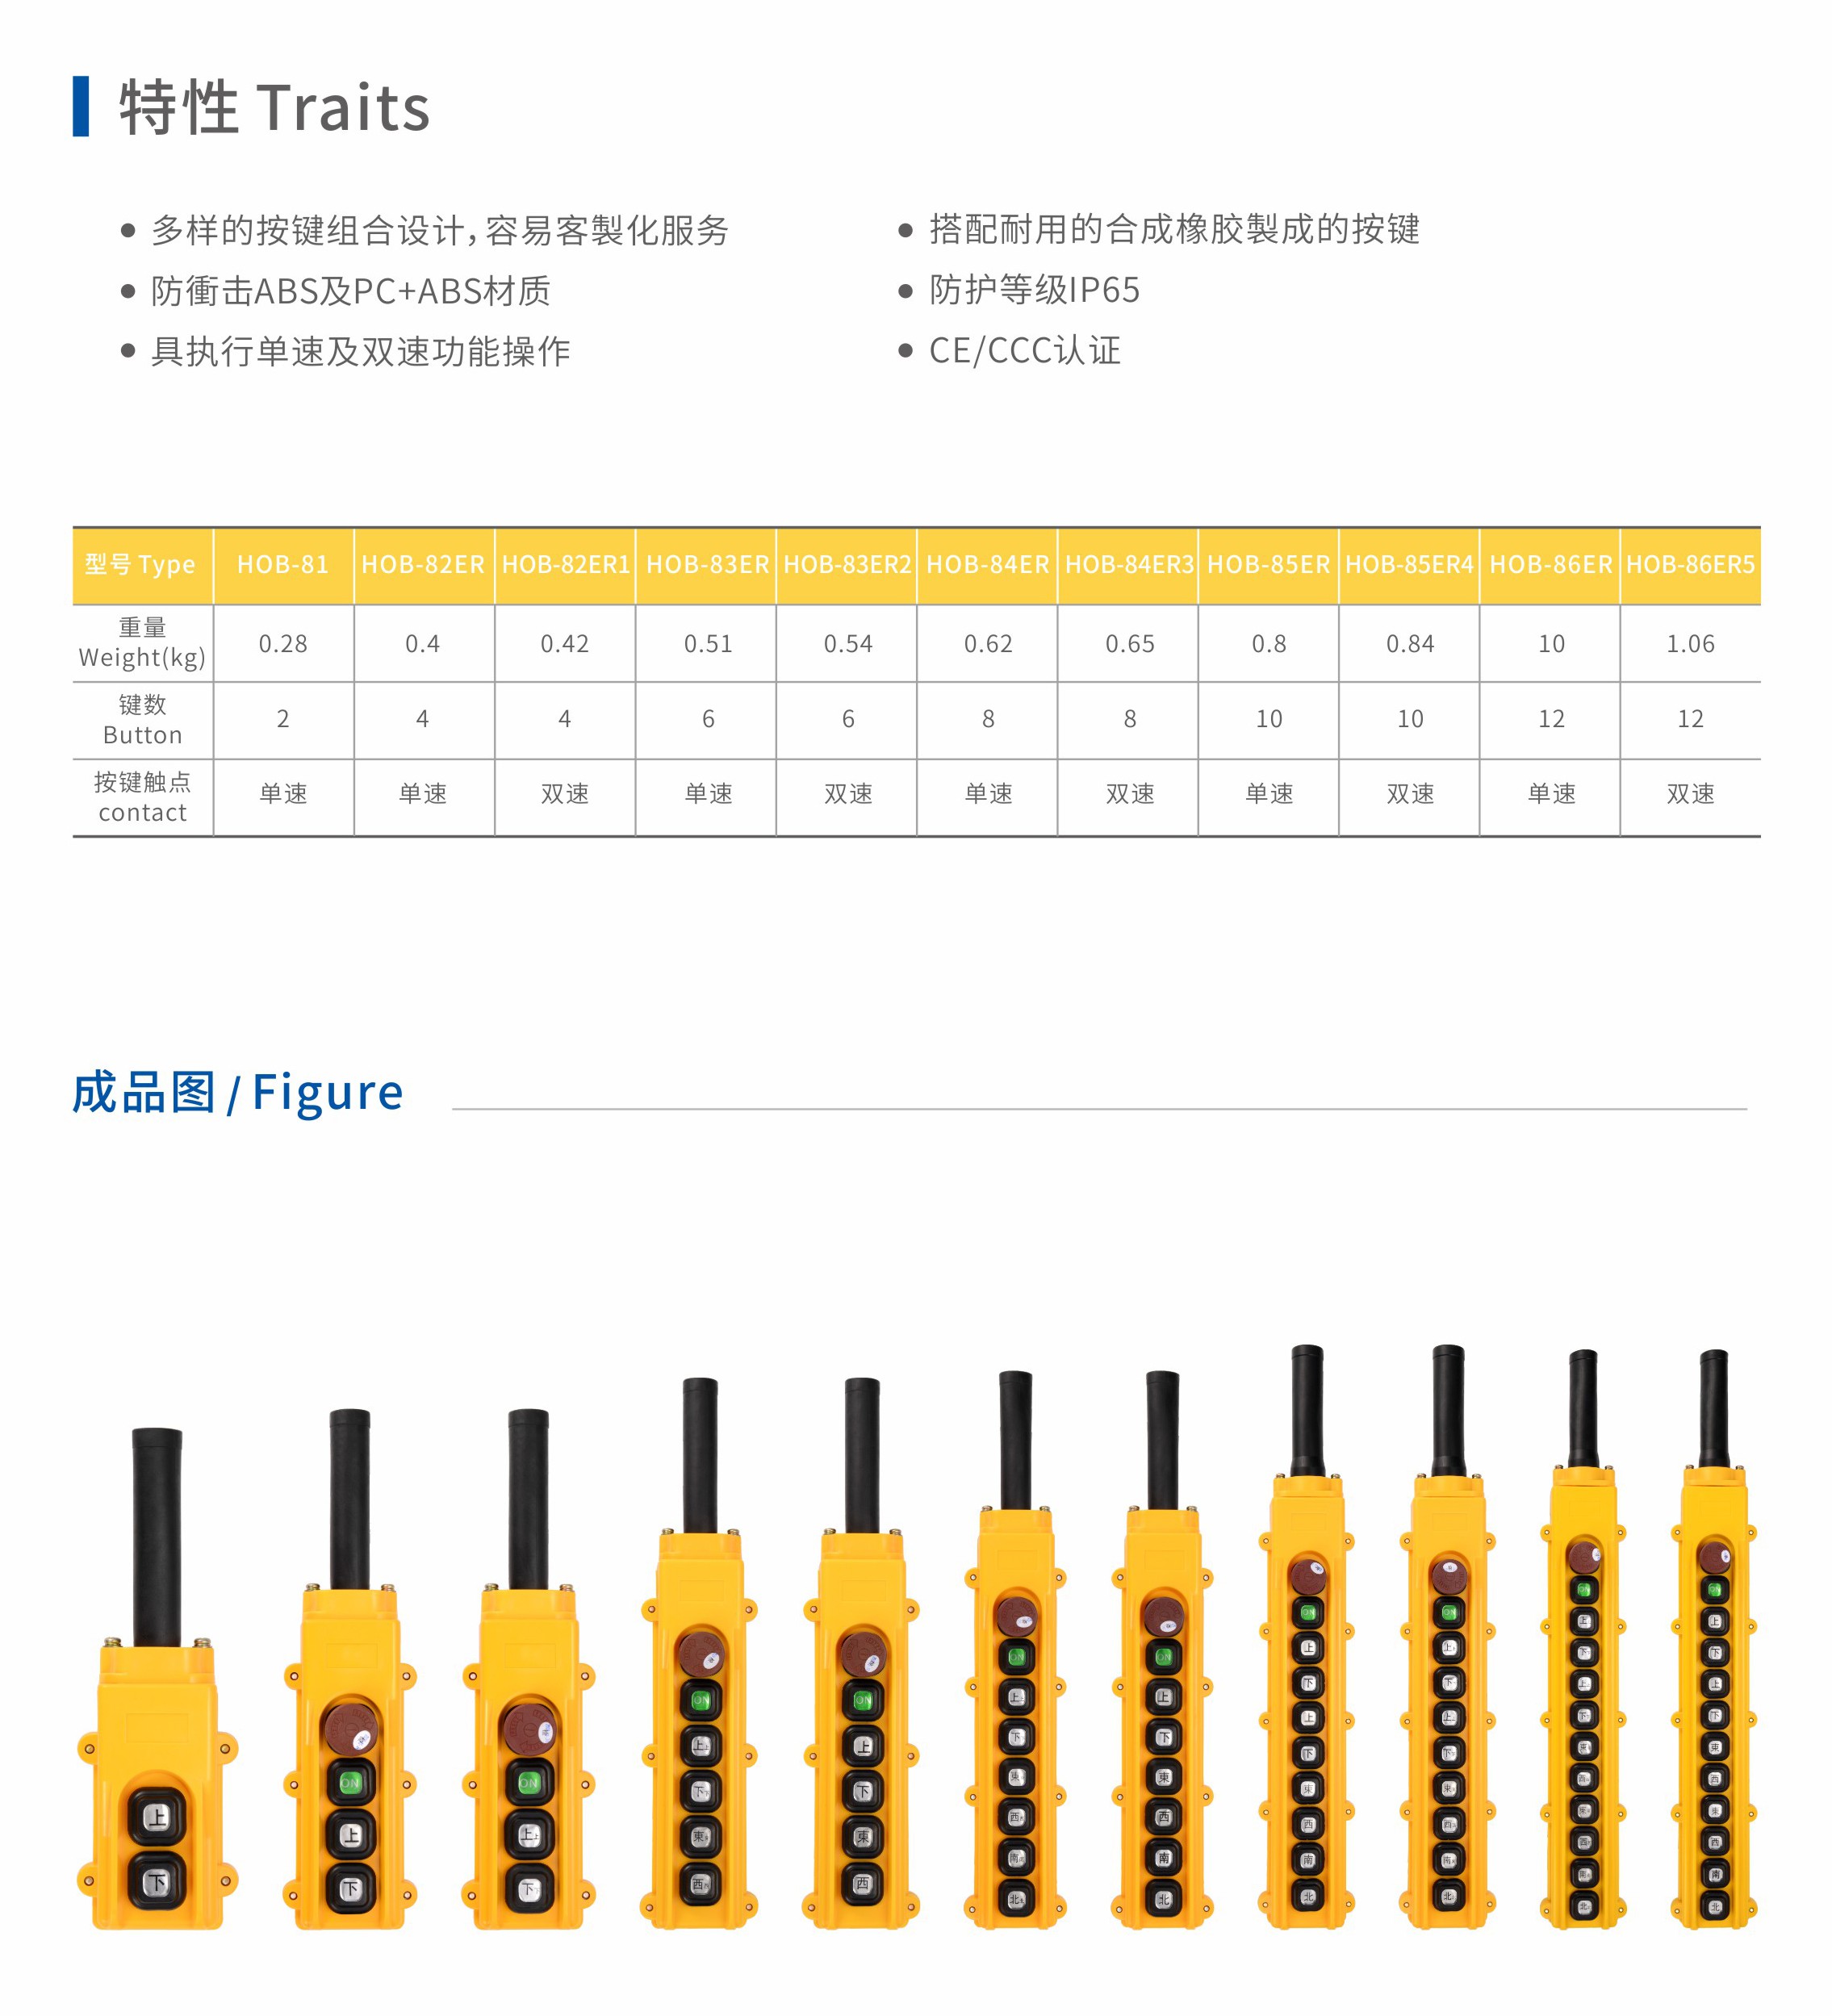 特性 Traits
多样的按键组合设计，容易客製化服务
防衝击ABS及PC+ABS材质
具执行单速及双速功能操作
搭配耐用的合成橡胶製成的按键
防护等级IP65
CE/CCC认证
型号 Type HOB-81 HOB-82ER HOB-82ER1 HOB-83ER HOB-83ER2 HOB-84ER HOB-84ER3 HOB-85ER HOB-85ER4 HOB-86ER HOB-86ER5
重量
Weight(kg) 0.28 0.4 0.42 0.51 0.54 0.62 0.65 0.8 0.84 10 1.06
键数
Button 2 4 4 6 6 8 8 10 10 12 12
按键触点
contact 单速 单速 双速 单速 双速 单速 双速 单速 双速 单速 双速
成品图 / Figure
上
下
ON
上
下
ON
上
下
ON
上
下
東
西
ON
上
下
東
西
ON
上
下
東
西
南
北
ON
上
下
東
西
南
北
ON
上
下
上
下
東
西
南
北
ON
上
下
上
下
東
西
南
北
ON
上
下
上
下
東
西
南
北
ON
上
下
上
下
東
西
東
西
南
北